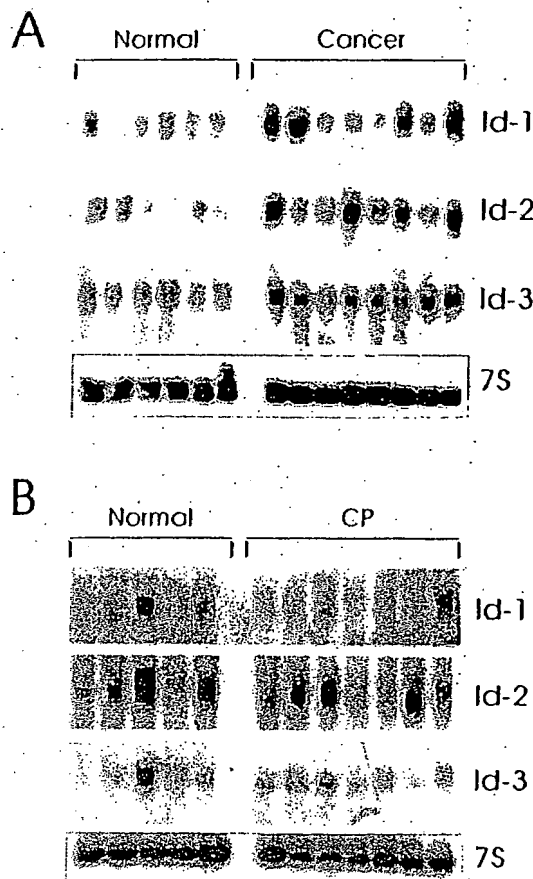 A
Normal Cancer
Id-1
Id-2
Id-3
7S
B
Normal CP
Id-1
Id-2
Id-3
7S